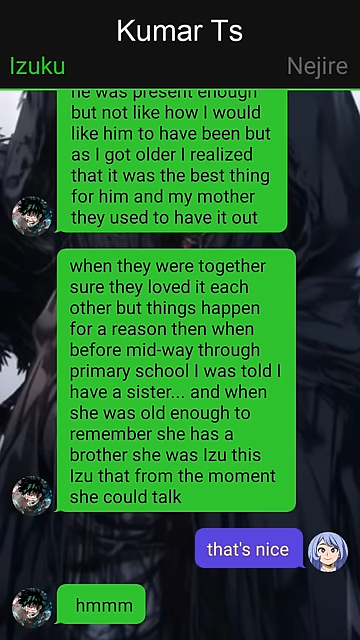 Kumar Ts
Izuku
Nejire
he was present enough
but not like how I would
like him to have been but
as I got older I realized
that it was the best thing
for him and my mother
they used to have it out
when they were together
sure they loved it each
other but things happen
for a reason then when
before mid-way through
primary school I was told I
have a sister... and when
she was old enough to
remember she has a
brother she was Izu this
Izu that from the moment
she could talk
that's nice
hmmm